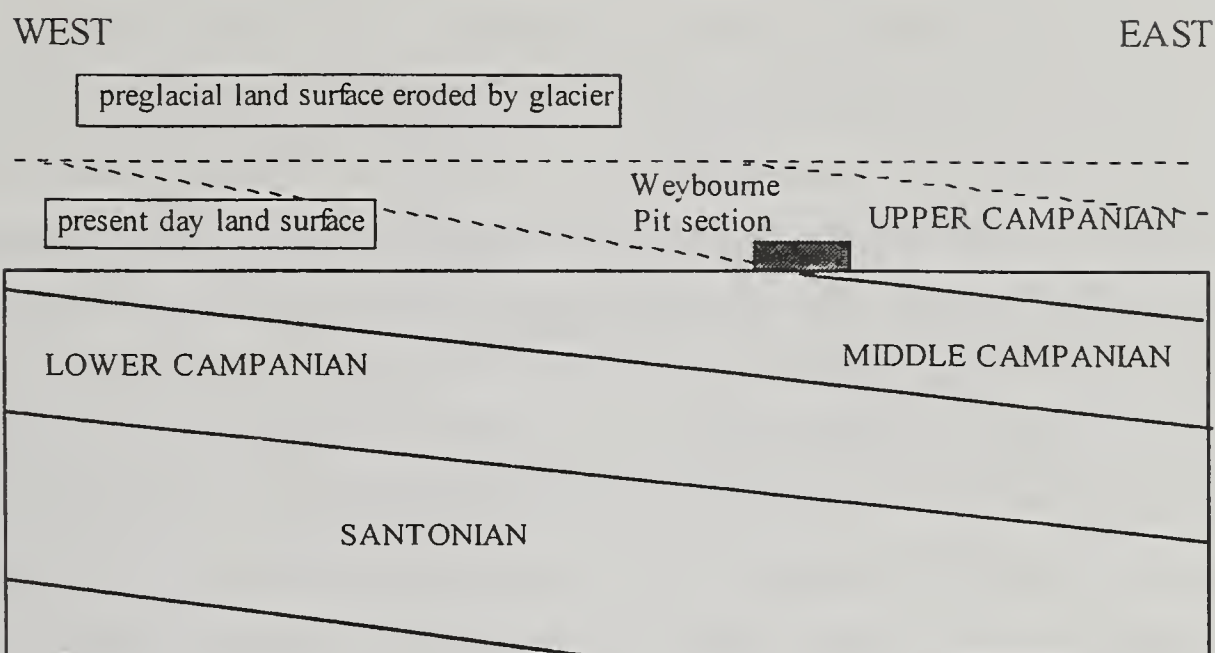 WEST
EAST
preglacial land surface eroded by glacier
Weybourne
Pit section
present day land surface
UPPER CAMPANIAN
LOWER CAMPANIAN
MIDDLE CAMPANIAN
SANTONIAN